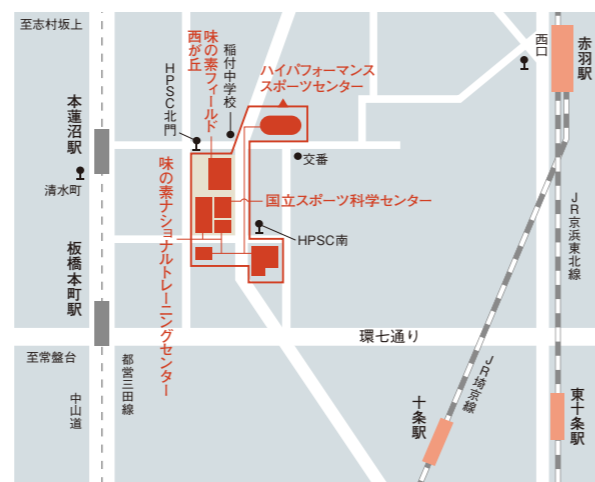 至志村坂上
本蓮沼駅
清水町
板橋本町駅
至常盤台
中山道
都営三田線
HPSC北門
味の素フィールド
西が丘
稲付中学校
ハイパフォーマンス
スポーツセンター
交番
国立スポーツ科学センター
HPSC南
味の素ナショナルトレーニングセンター
環七通り
西口
赤羽駅
JR京浜東北線
JR埼京線
十条駅
東十条駅